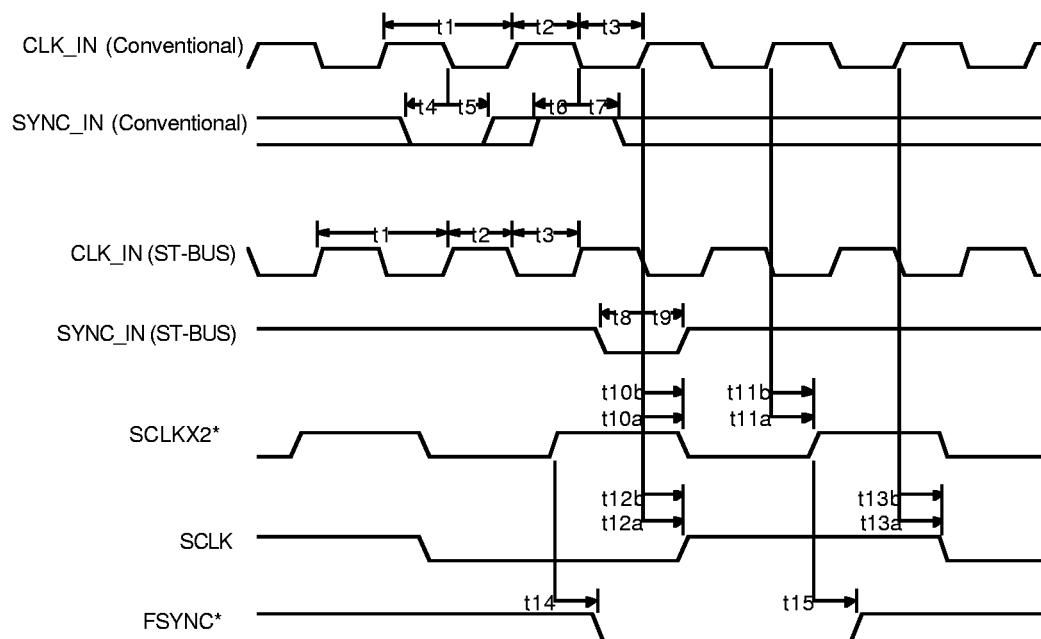 t1 t2 t3
CLK_IN (Conventional)
t4 t5 t6 t7
SYNC_IN (Conventional)
t1 t2 t3
CLK_IN (ST-BUS)
t8 t9
SYNC_IN (ST-BUS)
t10b t11b
t10a t11a
SCLKX2*
t12b t13b
t12a t13a
SCLK
t14 t15
FSYNC*